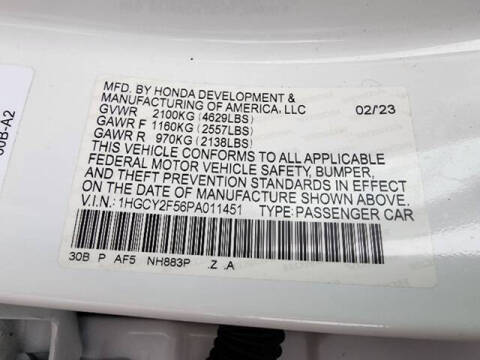 MFD. BY HONDA DEVELOPMENT &
MANUFACTURING OF AMERICA, LLC 02/23
GVWR 2100KG (4629LBS)
GAWR F 1160KG (2557LBS)
GAWR R 970KG (2138LBS)
THIS VEHICLE CONFORMS TO ALL APPLICABLE
FEDERAL MOTOR VEHICLE SAFETY, BUMPER,
AND THEFT PREVENTION STANDARDS IN EFFECT
ON THE DATE OF MANUFACTURE SHOWN ABOVE.
V.I.N.: 1HGCY2F56PA011451 TYPE: PASSENGER CAR
30B P AF5 NH883P .Z .A